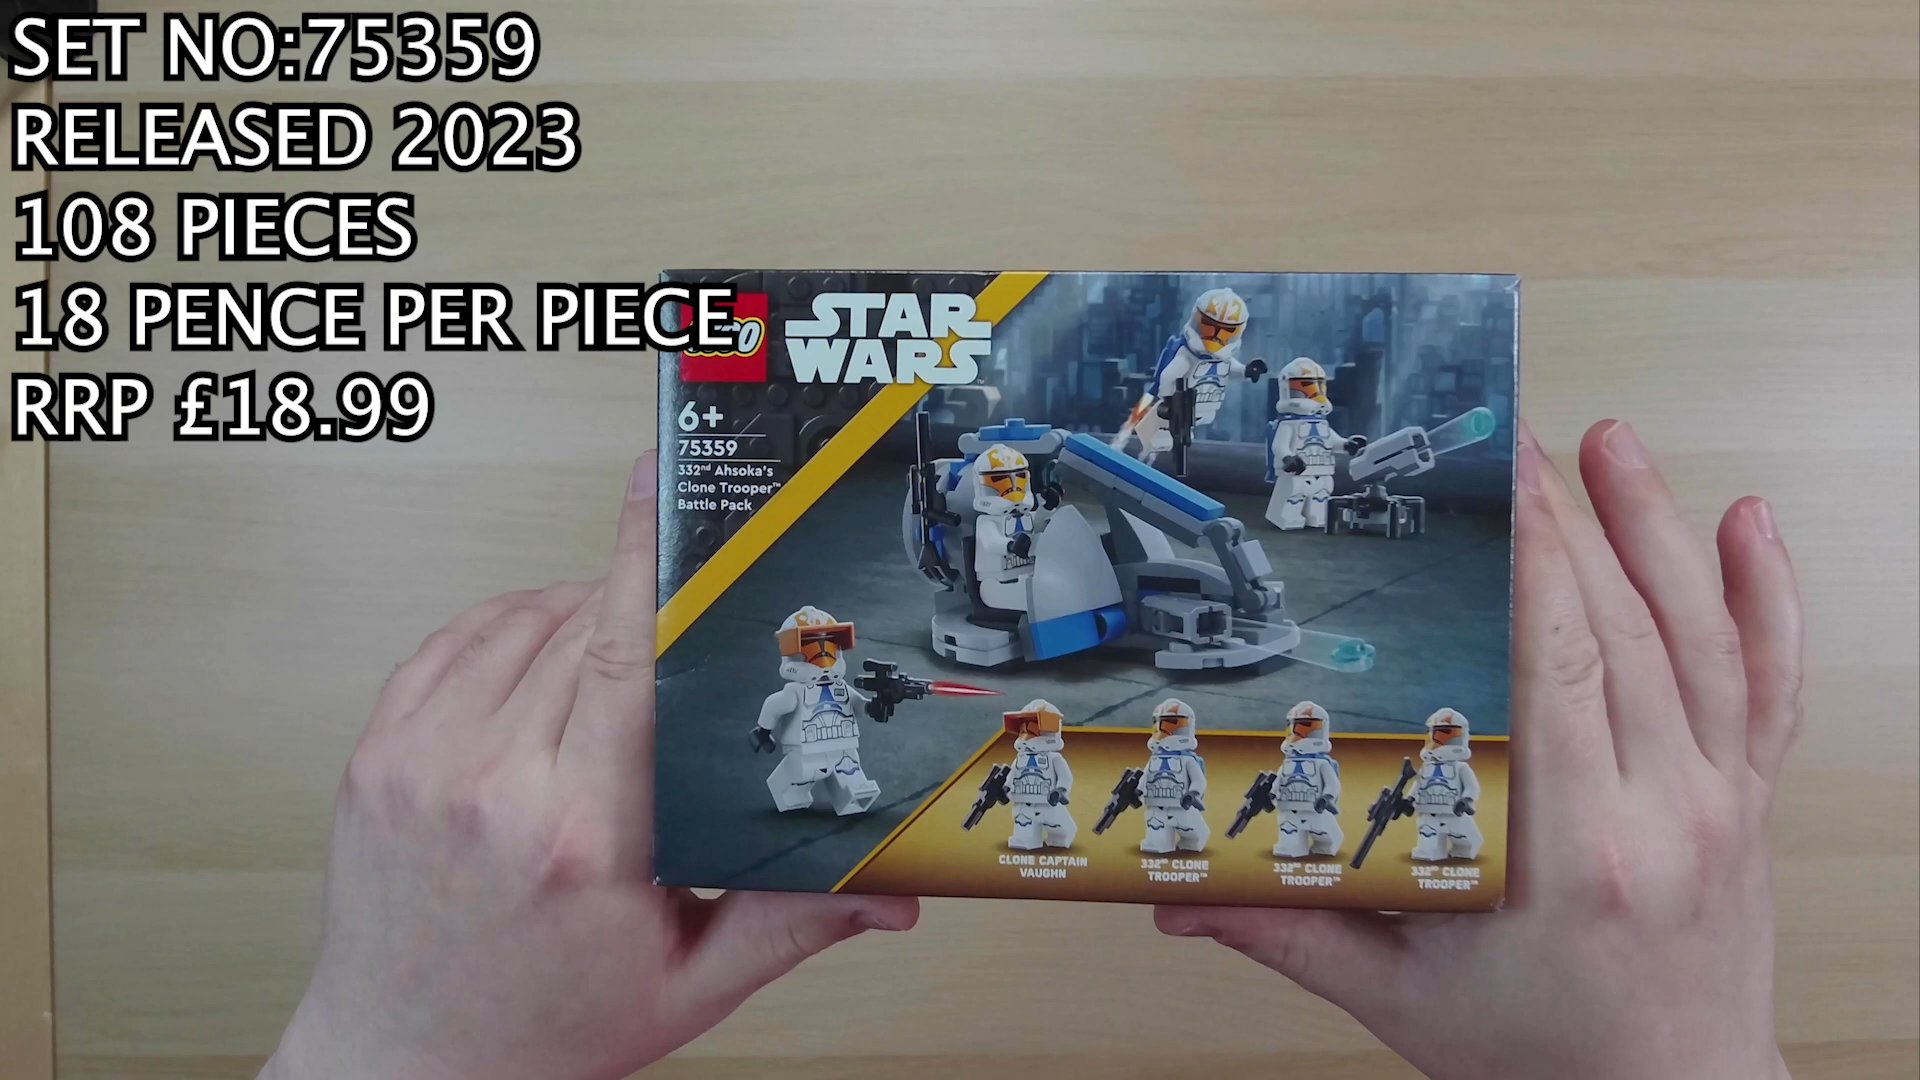 SET NO:75359
RELEASED 2023
108 PIECES
18 PENCE PER PIECE
RRP £18.99
LEGO
STAR
WARS
6+
75359
332nd Ahsoka's
Clone Trooper™
Battle Pack
CLONE CAPTAIN
VAUGHN
332ND CLONE
TROOPER™
332ND CLONE
TROOPER™
332ND CLONE
TROOPER™